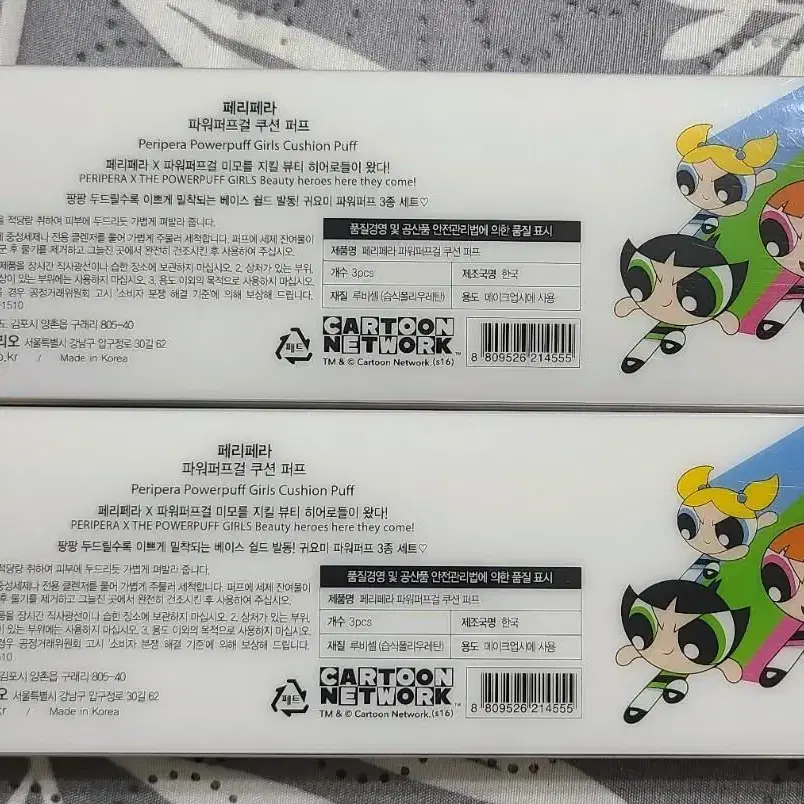 페리페라
파워퍼프걸 쿠션 퍼프
Peripera Powerpuff Girls Cushion Puff
페리페라 X 파워퍼프걸 미모를 지킬 뷰티 히어로들이 왔다!
PERIPERA X THE POWERPUFF GIRLS Beauty heroes here they come!
팡팡 두드릴수록 이쁘게 밀착되는 베이스 쉴드 발동! 귀요미 파워퍼프 3종 세트♡
을 적당량 취하여 피부에 두드리듯 가볍게 펴발라 줍니다.
중성세제나 전용 클렌저를 풀어 가볍게 주물러 세척합니다. 퍼프에 세제 잔여물이
군 후 물기를 제거하고 그늘진 곳에서 완전히 건조시킨 후 사용하여 주십시오.
제품을 장시간 직사광선이나 습한 장소에 보관하지 마십시오. 2. 상처가 있는 부위,
상이 있는 부위에는 사용하지 마십시오. 3. 용도 이외의 목적으로 사용하지 마십시오.
경우 공정거래위원회 고시 '소비자 분쟁 해결 기준'에 의해 보상해 드립니다.
-1510
도 김포시 양촌읍 구래리 805-40
리오 서울특별시 강남구 압구정로 30길 62
o.kr / Made in Korea
품질경영 및 공산품 안전관리법에 의한 품질 표시
제품명 페리페라 파워퍼프걸 쿠션 퍼프
개수 3pcs 제조국명 한국
재질 루비셀 (습식폴리우레탄) 용도 메이크업시에 사용
페트
CARTOON
NETWORK™
TM & © Cartoon Network.(s16)
8 809526 214555
페리페라
파워퍼프걸 쿠션 퍼프
Peripera Powerpuff Girls Cushion Puff
페리페라 X 파워퍼프걸 미모를 지킬 뷰티 히어로들이 왔다!
PERIPERA X THE POWERPUFF GIRLS Beauty heroes here they come!
팡팡 두드릴수록 이쁘게 밀착되는 베이스 쉴드 발동! 귀요미 파워퍼프 3종 세트♡
적당량 취하여 피부에 두드리듯 가볍게 펴발라 줍니다.
중성세제나 전용 클렌저를 풀어 가볍게 주물러 세척합니다. 퍼프에 세제 잔여물이
후 물기를 제거하고 그늘진 곳에서 완전히 건조시킨 후 사용하여 주십시오.
품을 장시간 직사광선이나 습한 장소에 보관하지 마십시오. 2. 상처가 있는 부위,
이 있는 부위에는 사용하지 마십시오. 3. 용도 이외의 목적으로 사용하지 마십시오.
경우 공정거래위원회 고시 '소비자 분쟁 해결 기준'에 의해 보상해 드립니다.
510
김포시 양촌읍 구래리 805-40
오 서울특별시 강남구 압구정로 30길 62
kr / Made in Korea
품질경영 및 공산품 안전관리법에 의한 품질 표시
제품명 페리페라 파워퍼프걸 쿠션 퍼프
개수 3pcs 제조국명 한국
재질 루비셀 (습식폴리우레탄) 용도 메이크업시에 사용
페트
CARTOON
NETWORK™
TM & © Cartoon Network.(s16)
8 809526 214555